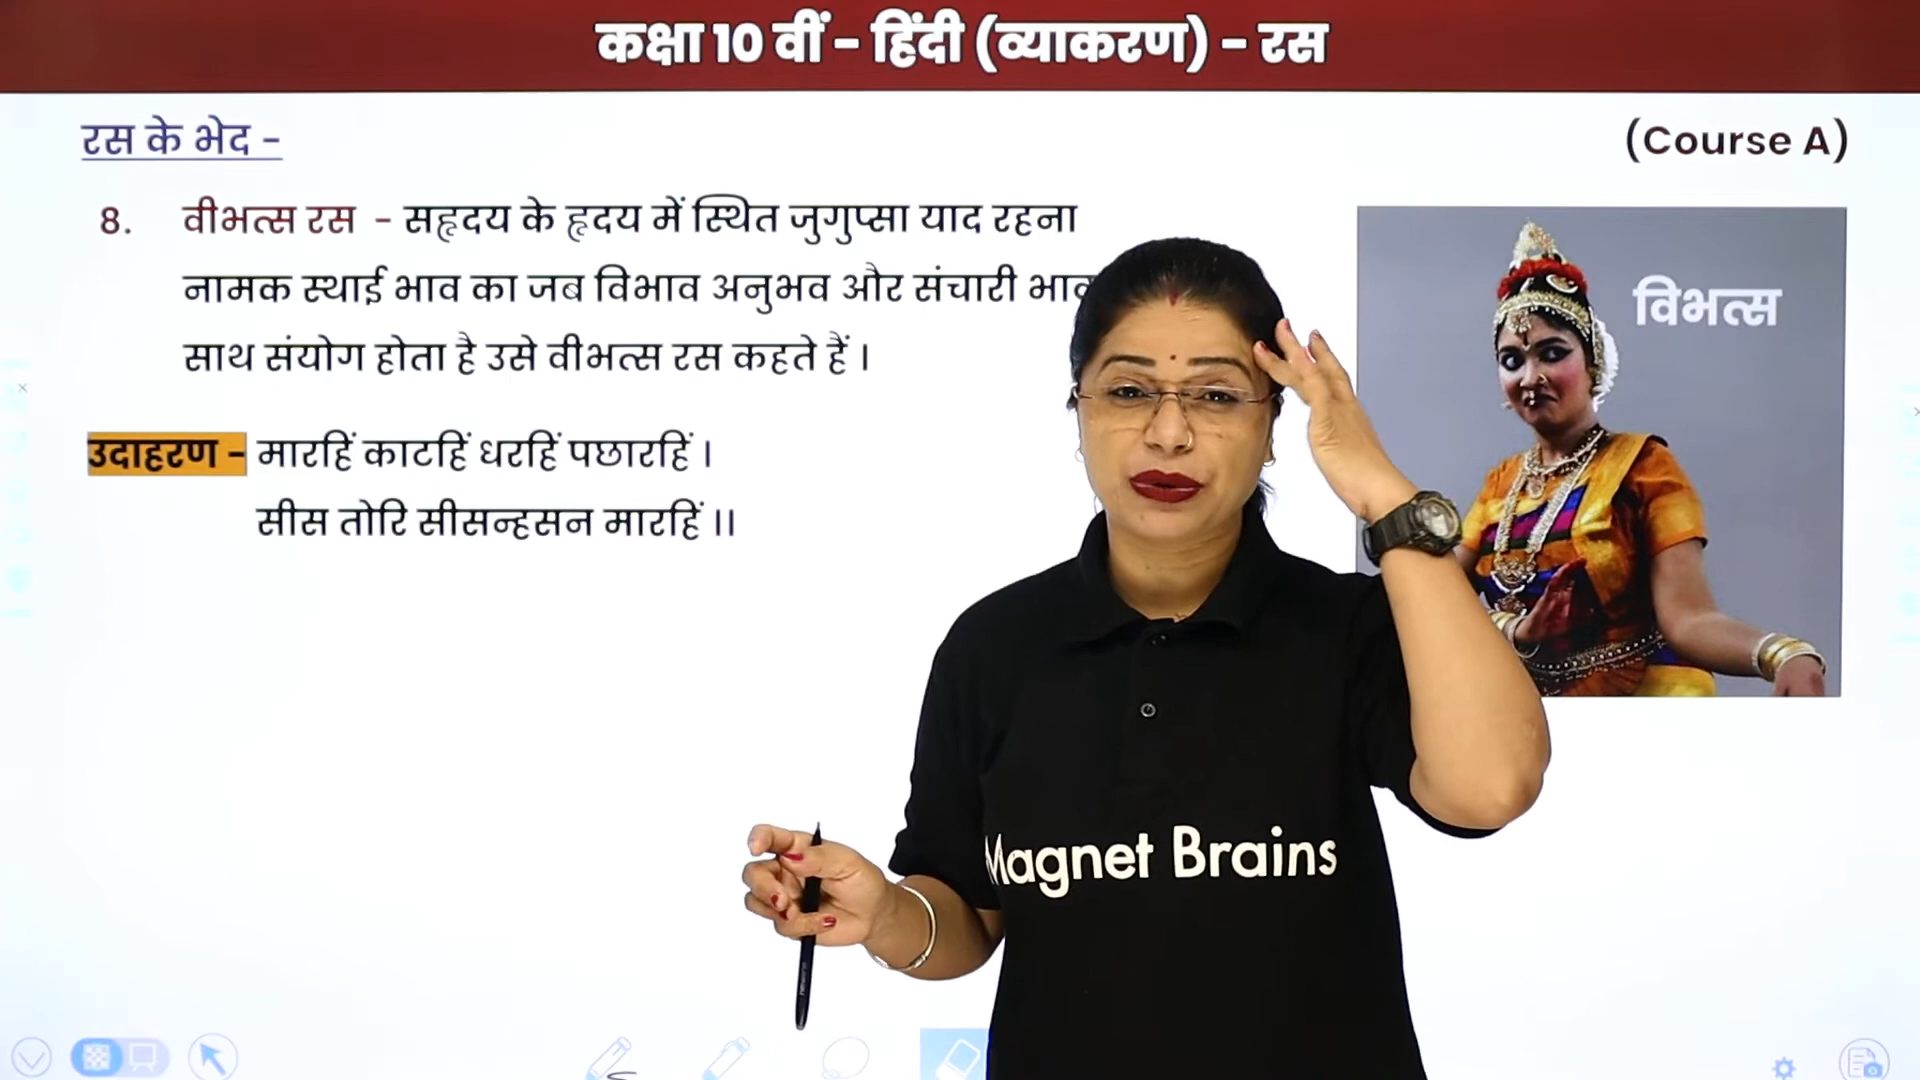 कक्षा 10 वीं - हिंदी (व्याकरण) - रस
रस के भेद -
(Course A)
8. वीभत्स रस - सहृदय के हृदय में स्थित जुगुप्सा याद रहना
नामक स्थाई भाव का जब विभाव अनुभव और संचारी भाव
साथ संयोग होता है उसे वीभत्स रस कहते हैं ।
विभत्स
उदाहरण - मारहिं काटहिं धरहिं पछारहिं ।
सीस तोरि सीसन्हसन मारहिं ।।
Magnet Brains